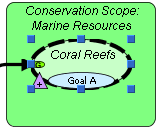 Conservation Scope:
Marine Resources
Coral Reefs
Goal A